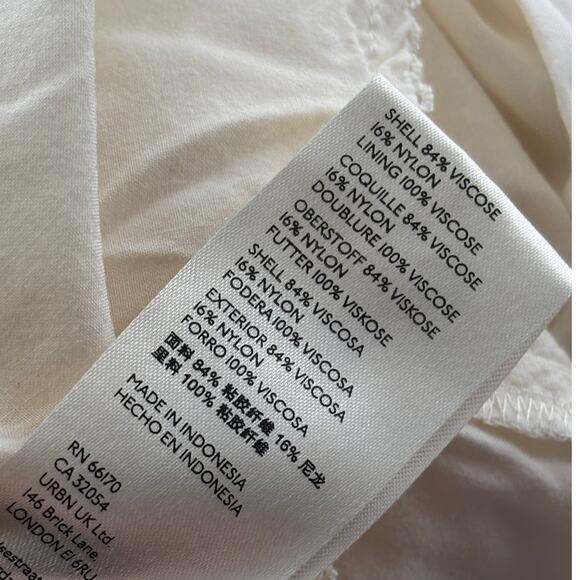 SHELL 84% VISCOSE
16% NYLON
LINING 100% VISCOSE
COQUILLE 84% VISCOSE
16% NYLON
DOUBLURE 100% VISCOSE
OBERSTOFF 84% VISKOSE
16% NYLON
FUTTER 100% VISKOSE
SHELL 84% VISCOSA
16% NYLON
FODERA 100% VISCOSA
EXTERIOR 84% VISCOSA
16% NYLON
FORRO 100% VISCOSA
面料 84% 粘胶纤维 16% 尼龙
里料 100% 粘胶纤维
MADE IN INDONESIA
HECHO EN INDONESIA
RN 66170
CA 32054
URBN UK Ltd
146 Brick Lane
LONDON E1 6RU